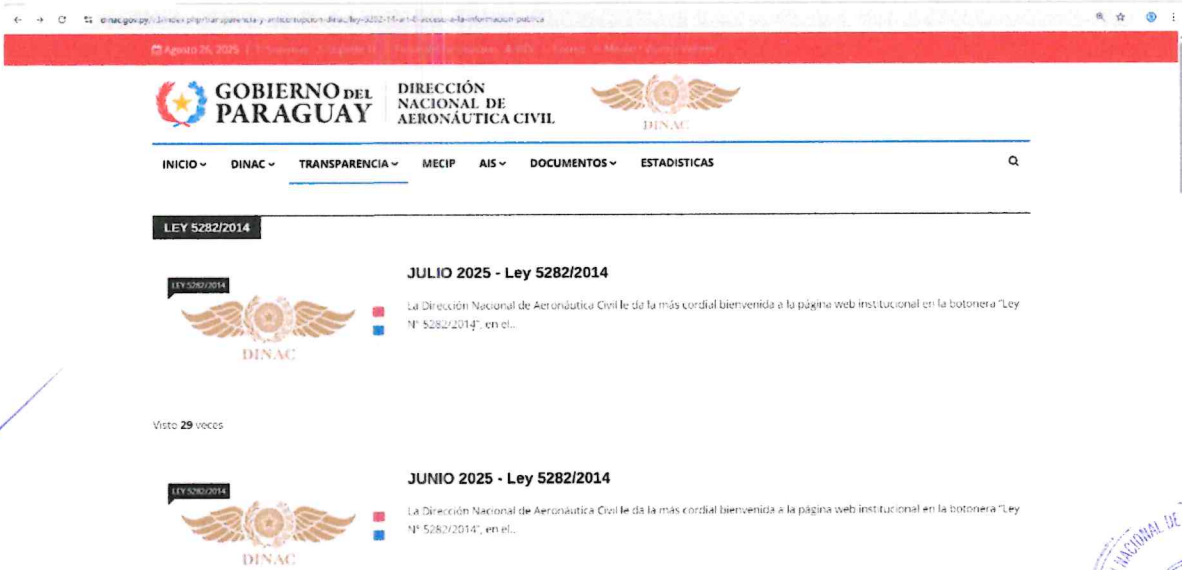 Agosto 26, 2025
GOBIERNO DEL
PARAGUAY
DIRECCIÓN
NACIONAL DE
AERONÁUTICA CIVIL
DINAC
INICIO DINAC TRANSPARENCIA MECIP AIS DOCUMENTOS ESTADISTICAS
LEY 5282/2014
LEY 5282/2014
DINAC
JULIO 2025 - Ley 5282/2014
La Dirección Nacional de Aeronáutica Civil le da la más cordial bienvenida a la página web institucional en la botonera "Ley
N° 5282/2014", en el...
Visto 29 veces
LEY 5282/2014
DINAC
JUNIO 2025 - Ley 5282/2014
La Dirección Nacional de Aeronáutica Civil le da la más cordial bienvenida a la página web institucional en la botonera "Ley
N° 5282/2014", en el...
NACIONAL DE